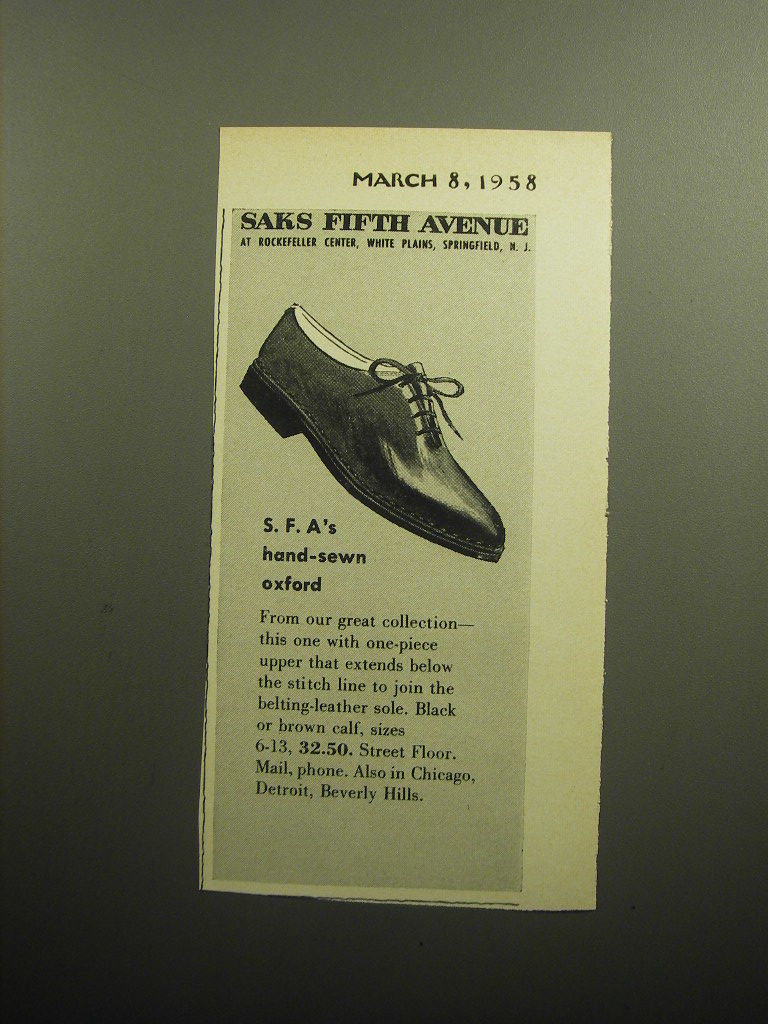 MARCH 8, 1958
SAKS FIFTH AVENUE
AT ROCKEFELLER CENTER, WHITE PLAINS, SPRINGFIELD, N. J.
S. F. A's
hand-sewn
oxford
From our great collection—
this one with one-piece
upper that extends below
the stitch line to join the
belting-leather sole. Black
or brown calf, sizes
6-13, 32.50. Street Floor.
Mail, phone. Also in Chicago,
Detroit, Beverly Hills.